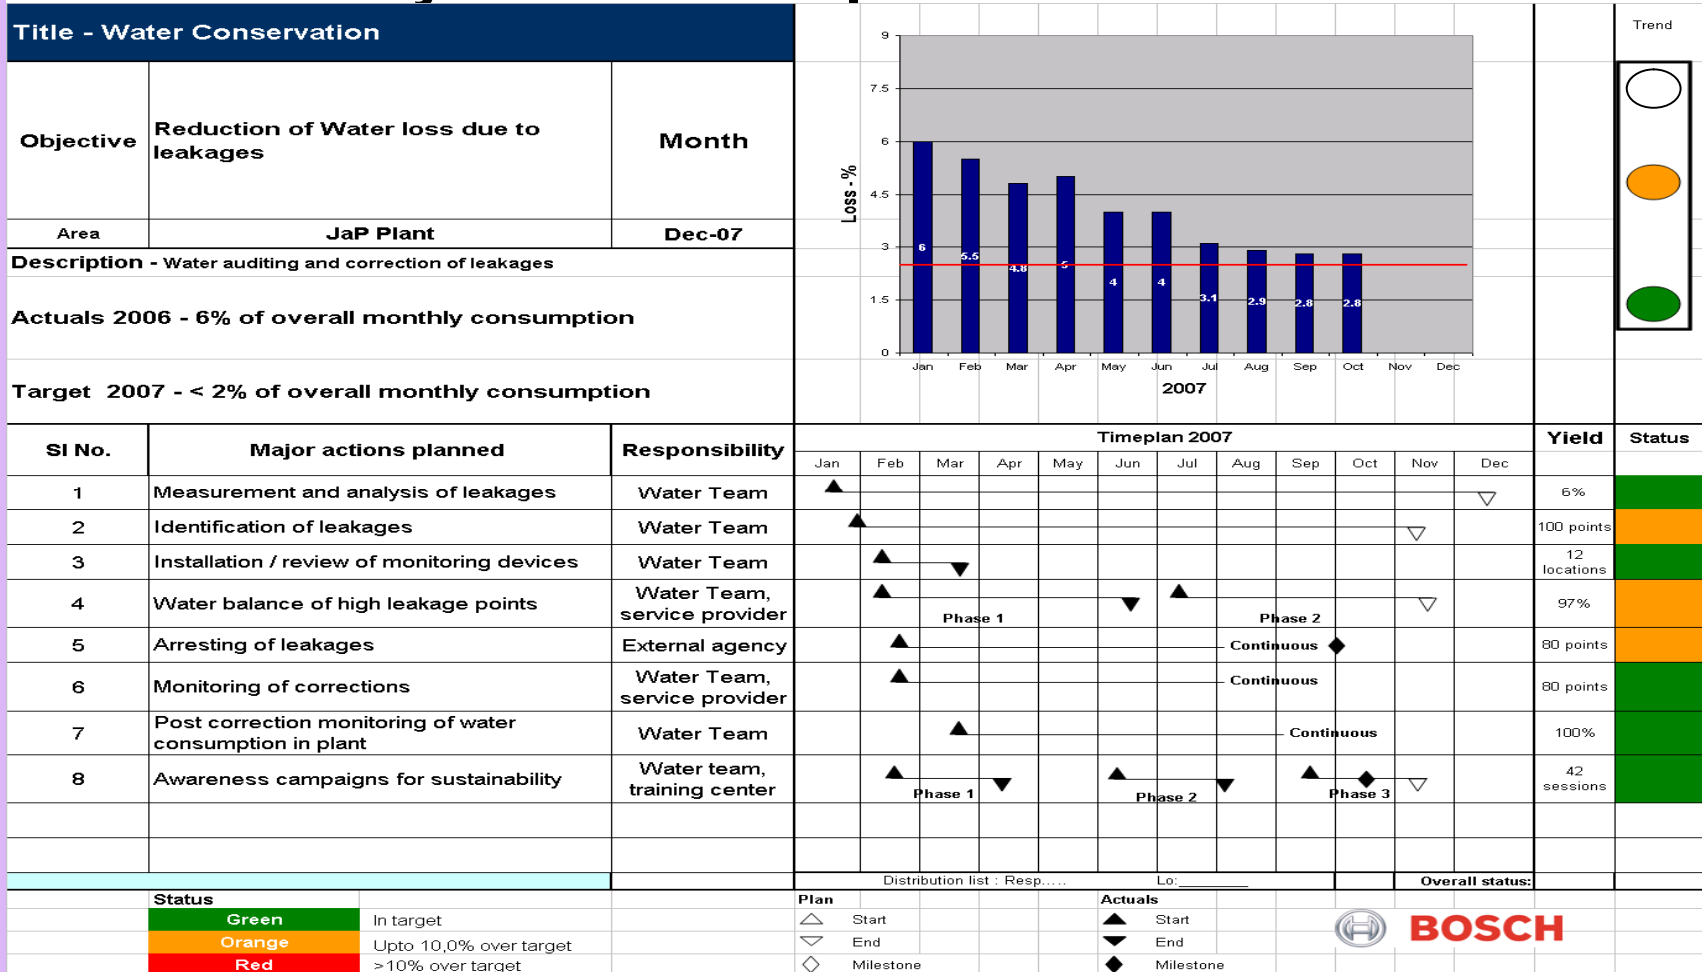 Title - Water Conservation
Objective
Reduction of Water loss due to
leakages
Month
Area
JaP Plant
Dec-07
Description - Water auditing and correction of leakages
Actuals 2006 - 6% of overall monthly consumption
Target 2007 - < 2% of overall monthly consumption
Loss -%
9
7.5
6
4.5
3
1.5
0
6
5.5
4.8
5
4
4
3.1
2.9
2.8
2.8
Jan Feb Mar Apr May Jun Jul Aug Sep Oct Nov Dec
2007
Trend
SI No. Major actions planned Responsibility Timeplan 2007 Yield Status
Jan Feb Mar Apr May Jun Jul Aug Sep Oct Nov Dec
1 Measurement and analysis of leakages Water Team 6%
2 Identification of leakages Water Team 100 points
3 Installation / review of monitoring devices Water Team 12
locations
4 Water balance of high leakage points Water Team,
service provider Phase 1 Phase 2 97%
5 Arresting of leakages External agency Continuous 80 points
6 Monitoring of corrections Water Team,
service provider Continuous 80 points
7 Post correction monitoring of water
consumption in plant Water Team Continuous 100%
8 Awareness campaigns for sustainability Water team,
training center Phase 1 Phase 2 Phase 3 42
sessions
Distribution list : Resp..... Lo:________ Overall status:
Status
Green In target
Orange Upto 10,0% over target
Red >10% over target
Plan
Start
End
Milestone
Actuals
Start
End
Milestone
BOSCH